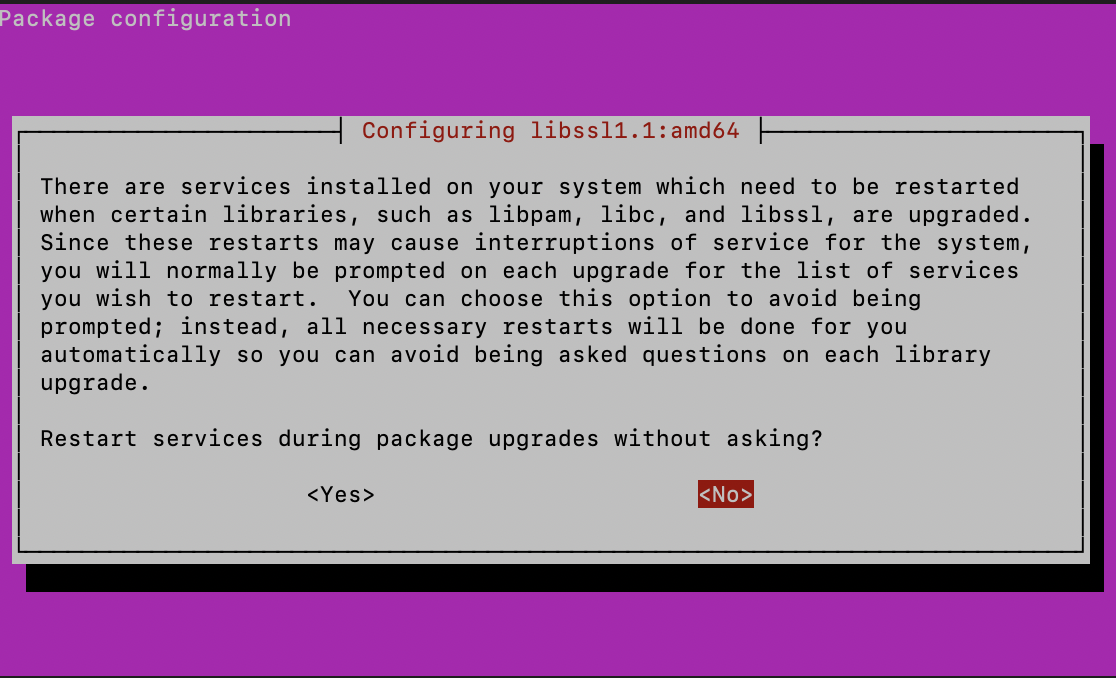 Package configuration
Configuring libssl1.1:amd64
There are services installed on your system which need to be restarted
when certain libraries, such as libpam, libc, and libssl, are upgraded.
Since these restarts may cause interruptions of service for the system,
you will normally be prompted on each upgrade for the list of services
you wish to restart.  You can choose this option to avoid being
prompted; instead, all necessary restarts will be done for you
automatically so you can avoid being asked questions on each library
upgrade.
Restart services during package upgrades without asking?
<Yes> <No>